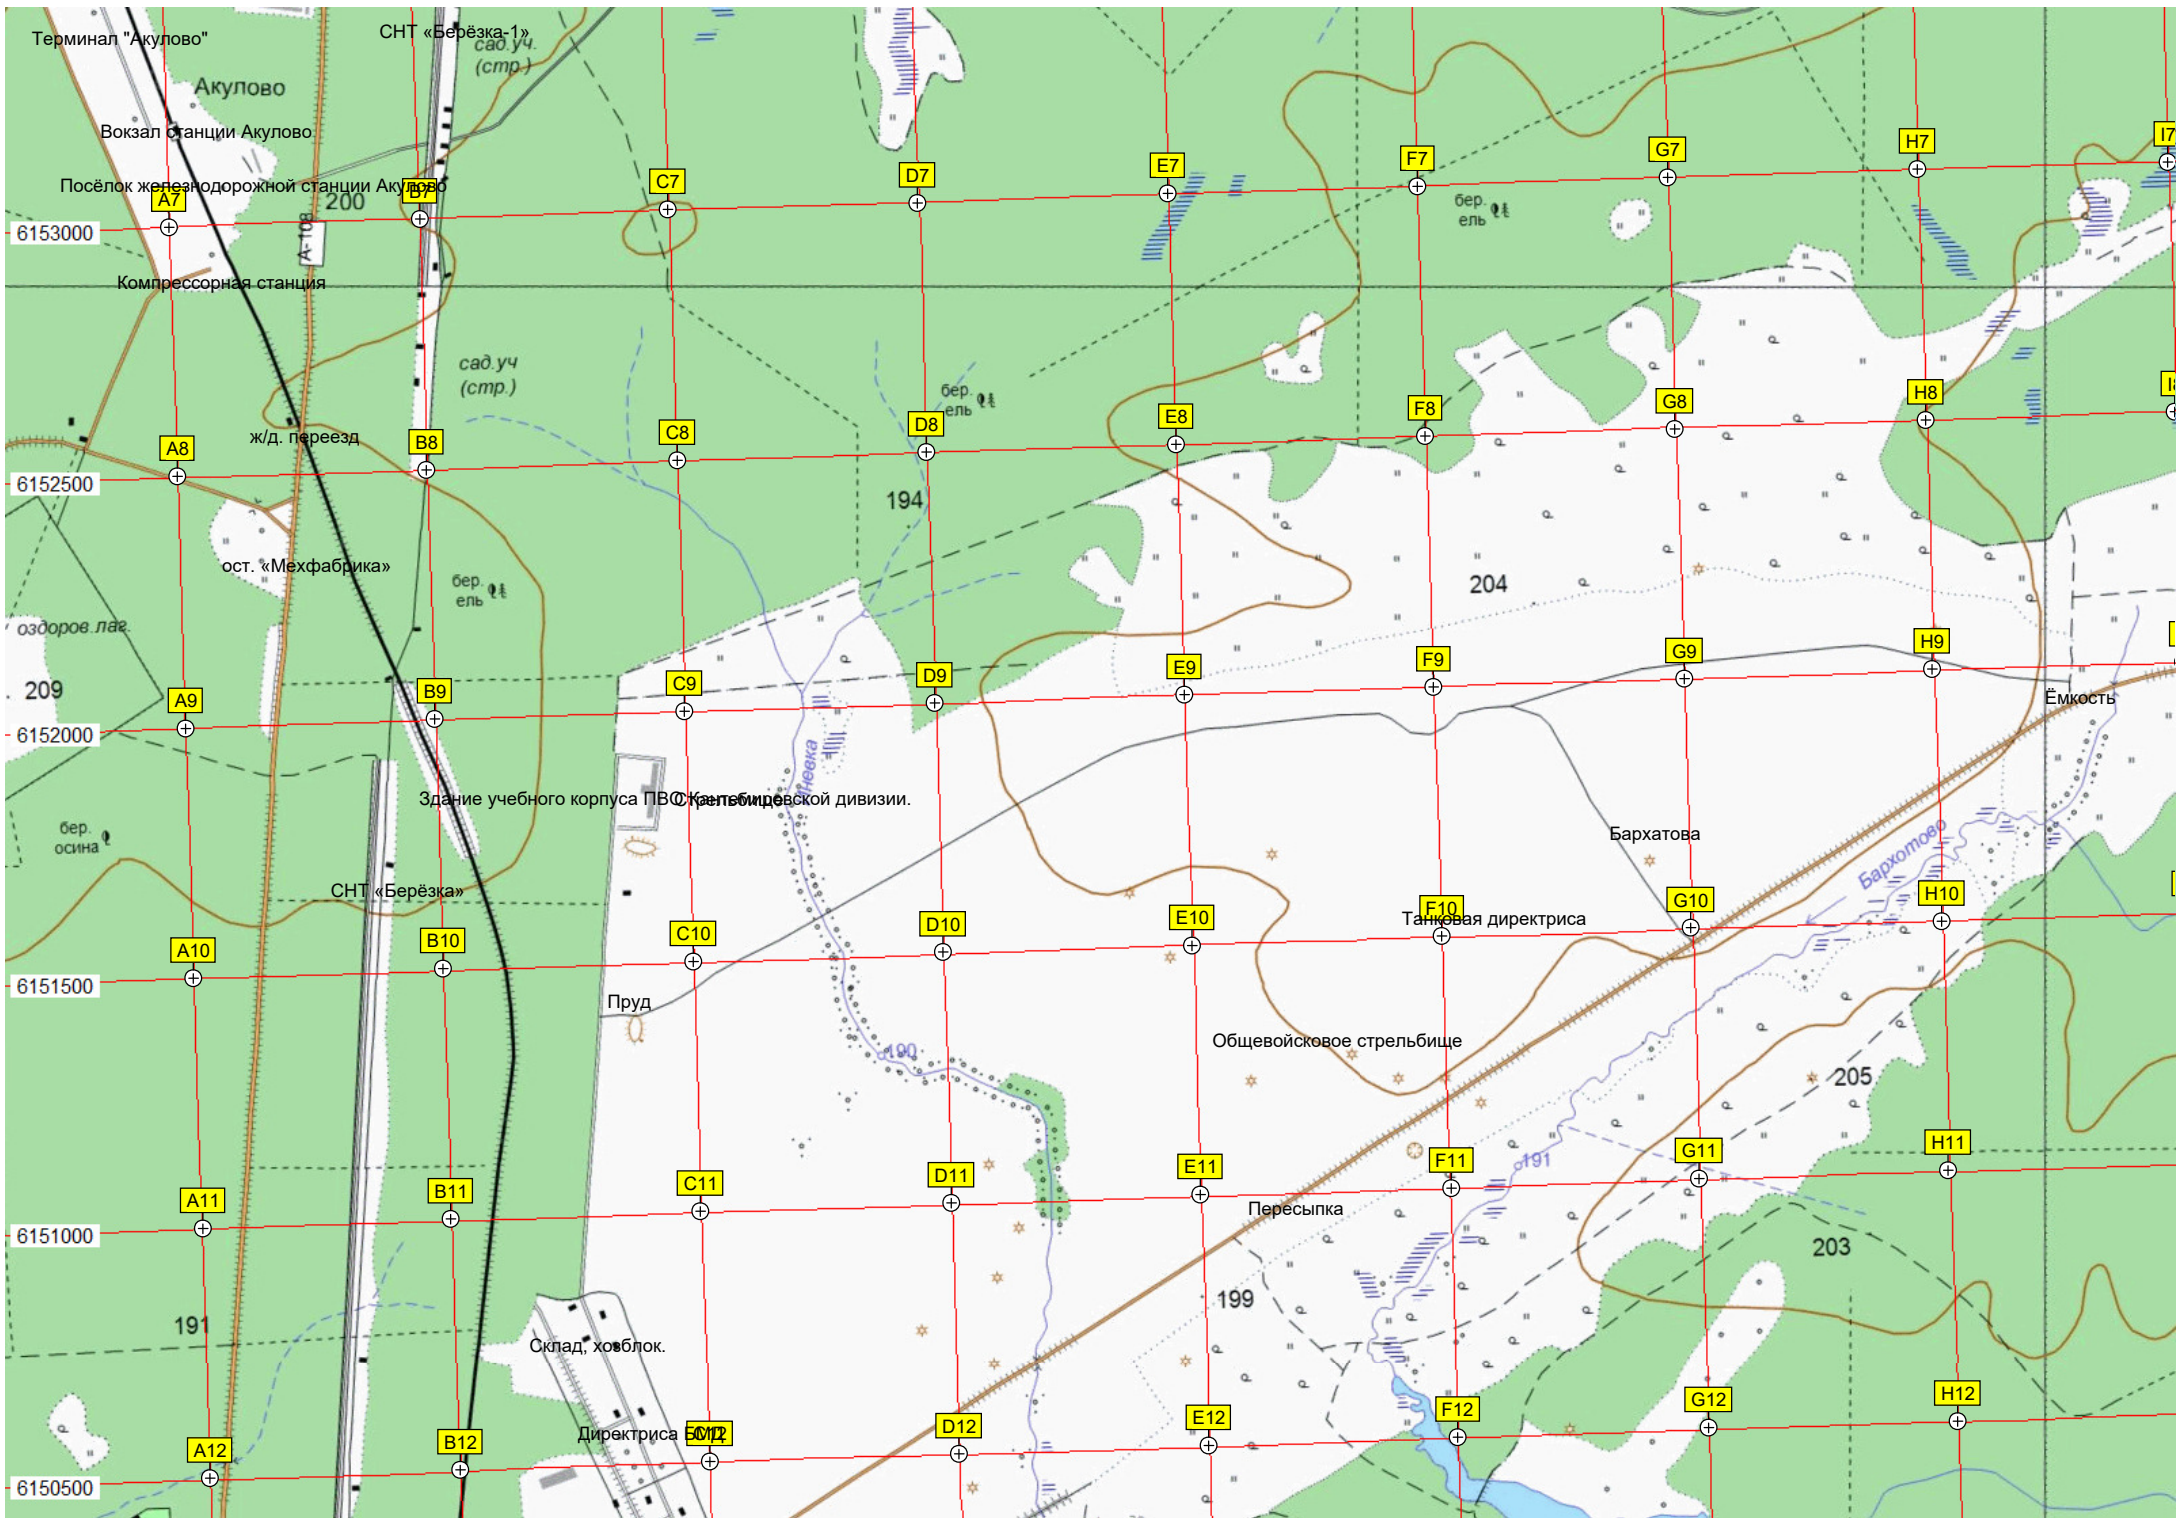 Терминал "Акулово"
СНТ «Берёзка-1»
сад.уч.
(стр.)
Акулово
Вокзал станции Акулово
Посёлок железнодорожной станции Акулово
A7
B7
C7
D7
E7
F7
G7
H7
I7
200
А-108
6153000
бер.
ель
Компрессорная станция
сад.уч
(стр.)
бер.
ель
ж/д. переезд
A8
B8
C8
D8
E8
F8
G8
H8
6152500
194
ост. «Мехфабрика»
бер.
ель
204
оздоров.лаг.
209
A9
B9
C9
D9
E9
F9
G9
H9
Ёмкость
6152000
Здание учебного корпуса ПВО Кантемировской дивизии.
Стрельбище
бер.
осина
Бархатова
Бархотово
СНТ «Берёзка»
A10
B10
C10
D10
E10
F10
G10
H10
Танковая директриса
6151500
Пруд
Общевойсковое стрельбище
190
205
191
A11
B11
C11
D11
E11
F11
G11
H11
6151000
Пересыпка
203
199
191
Склад, хозблок.
Директриса БМП
A12
B12
C12
D12
E12
F12
G12
H12
6150500